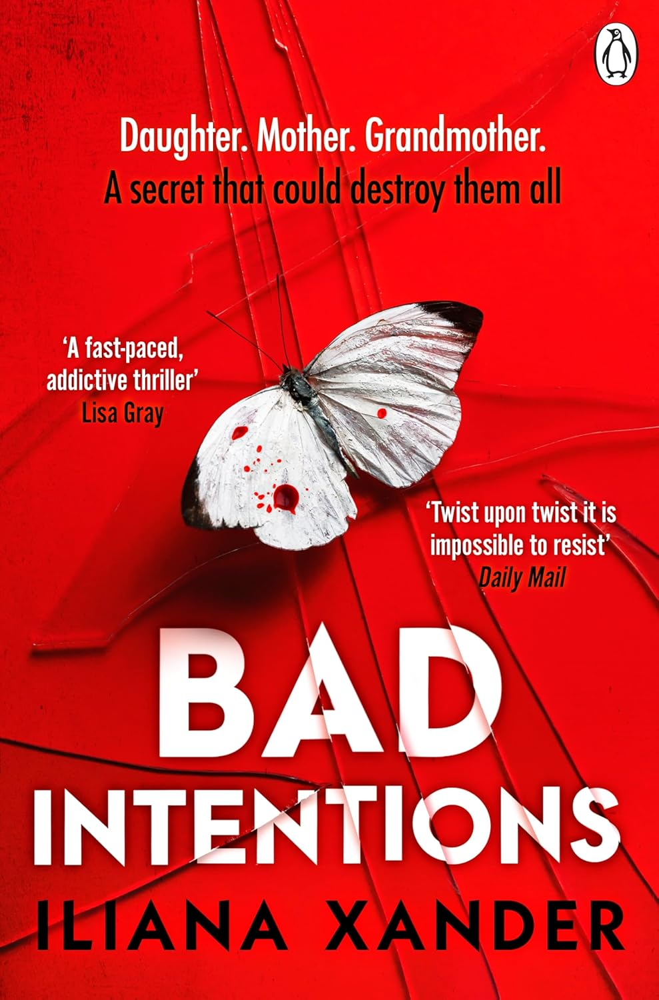 Daughter. Mother. Grandmother.
A secret that could destroy them all
‘A fast-paced,
addictive thriller’
Lisa Gray
‘Twist upon twist it is
impossible to resist’
Daily Mail
BAD
INTENTIONS
ILIANA XANDER